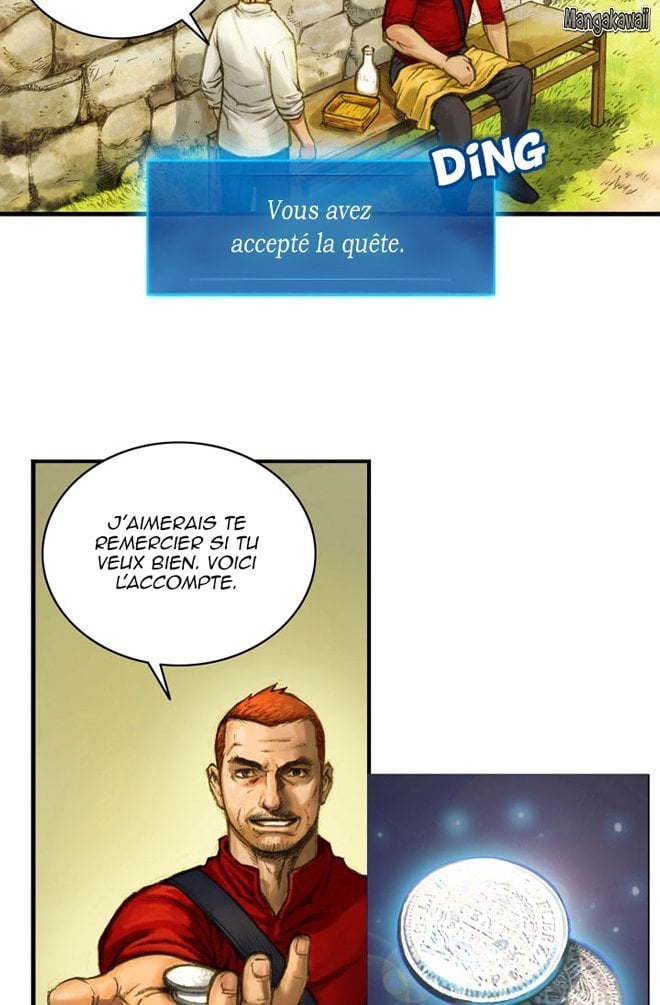 Mangakawaii
DING
Vous avez
accepté la quête.
J'AIMERAIS TE
REMERCIER SI TU
VEUX BIEN. VOICI
L'ACCOMPTE.